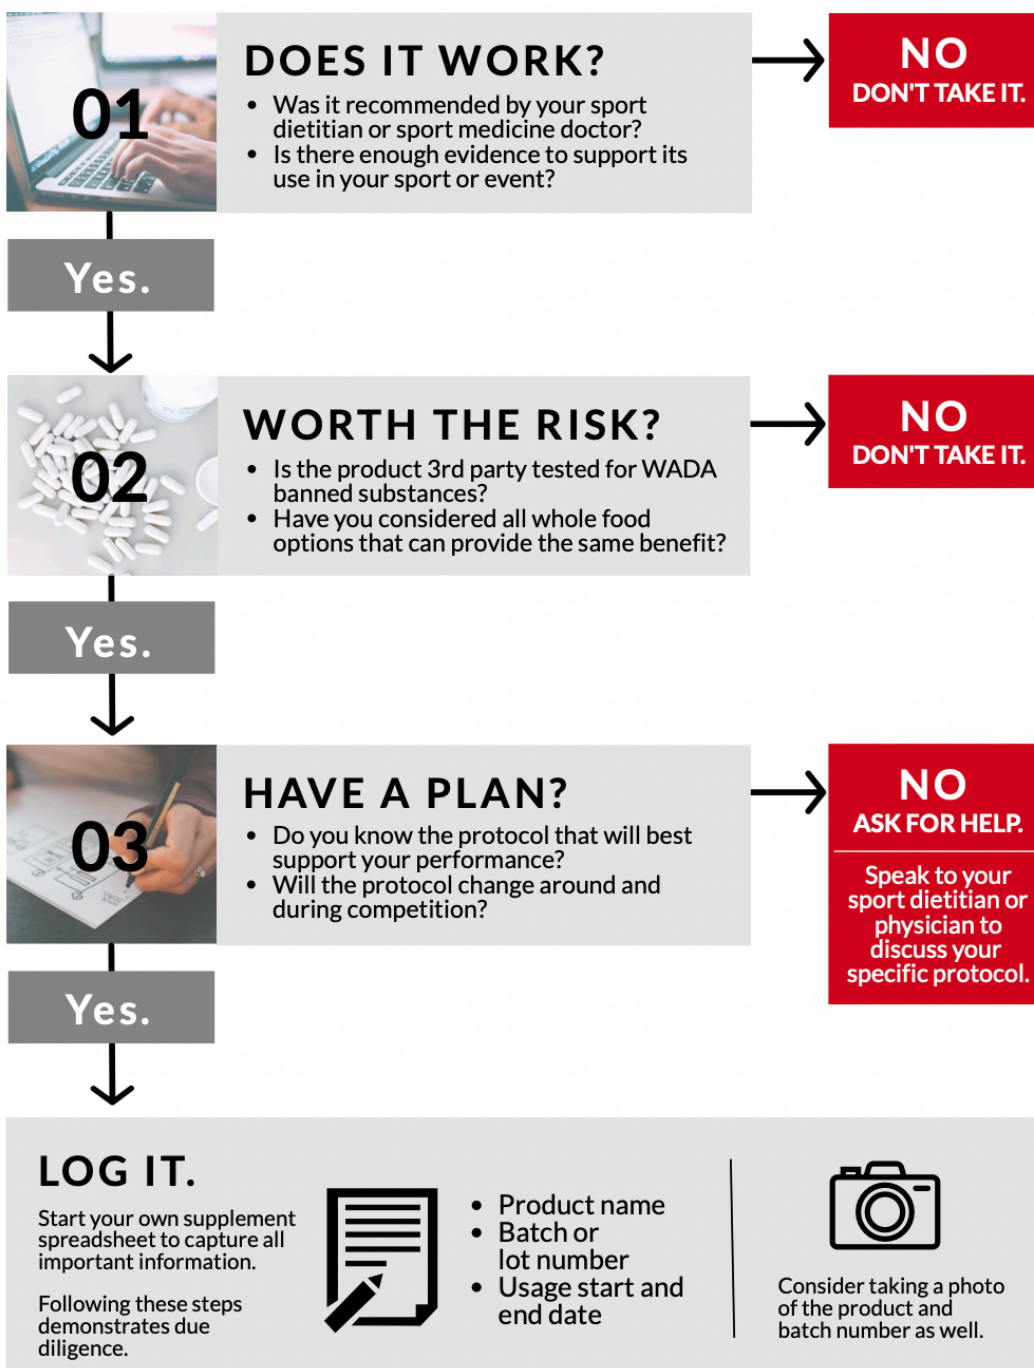 01
DOES IT WORK?
• Was it recommended by your sport
dietitian or sport medicine doctor?
• Is there enough evidence to support its
use in your sport or event?
NO
DON'T TAKE IT.
Yes.
02
WORTH THE RISK?
• Is the product 3rd party tested for WADA
banned substances?
• Have you considered all whole food
options that can provide the same benefit?
NO
DON'T TAKE IT.
Yes.
03
HAVE A PLAN?
• Do you know the protocol that will best
support your performance?
• Will the protocol change around and
during competition?
NO
ASK FOR HELP.
Speak to your
sport dietitian or
physician to
discuss your
specific protocol.
Yes.
LOG IT.
Start your own supplement
spreadsheet to capture all
important information.
Following these steps
demonstrates due
diligence.
• Product name
• Batch or
lot number
• Usage start and
end date
Consider taking a photo
of the product and
batch number as well.